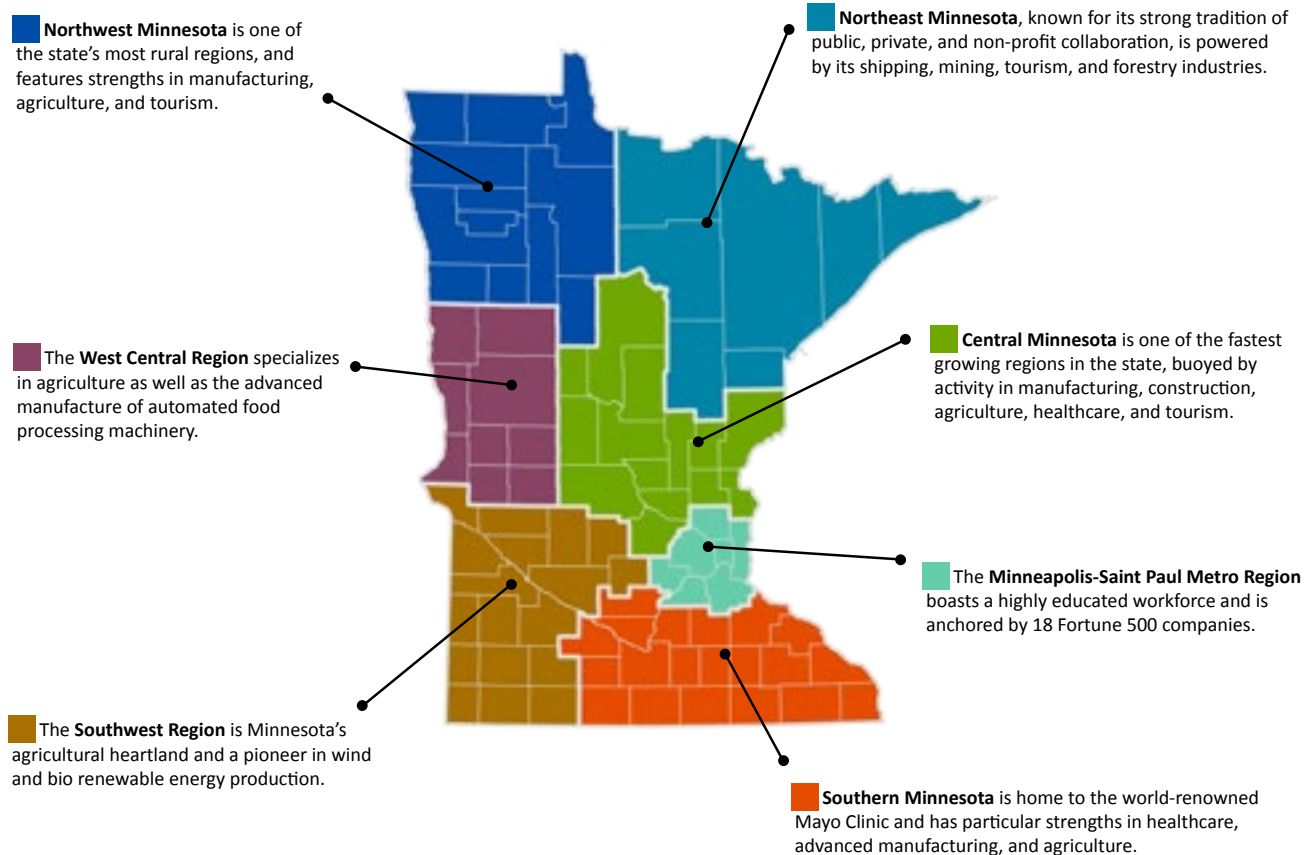 Northwest Minnesota is one of
the state’s most rural regions, and
features strengths in manufacturing,
agriculture, and tourism.
Northeast Minnesota, known for its strong tradition of
public, private, and non-profit collaboration, is powered
by its shipping, mining, tourism, and forestry industries.
The West Central Region specializes
in agriculture as well as the advanced
manufacture of automated food
processing machinery.
Central Minnesota is one of the fastest
growing regions in the state, buoyed by
activity in manufacturing, construction,
agriculture, healthcare, and tourism.
The Minneapolis-Saint Paul Metro Region
boasts a highly educated workforce and is
anchored by 18 Fortune 500 companies.
The Southwest Region is Minnesota’s
agricultural heartland and a pioneer in wind
and bio renewable energy production.
Southern Minnesota is home to the world-renowned
Mayo Clinic and has particular strengths in healthcare,
advanced manufacturing, and agriculture.